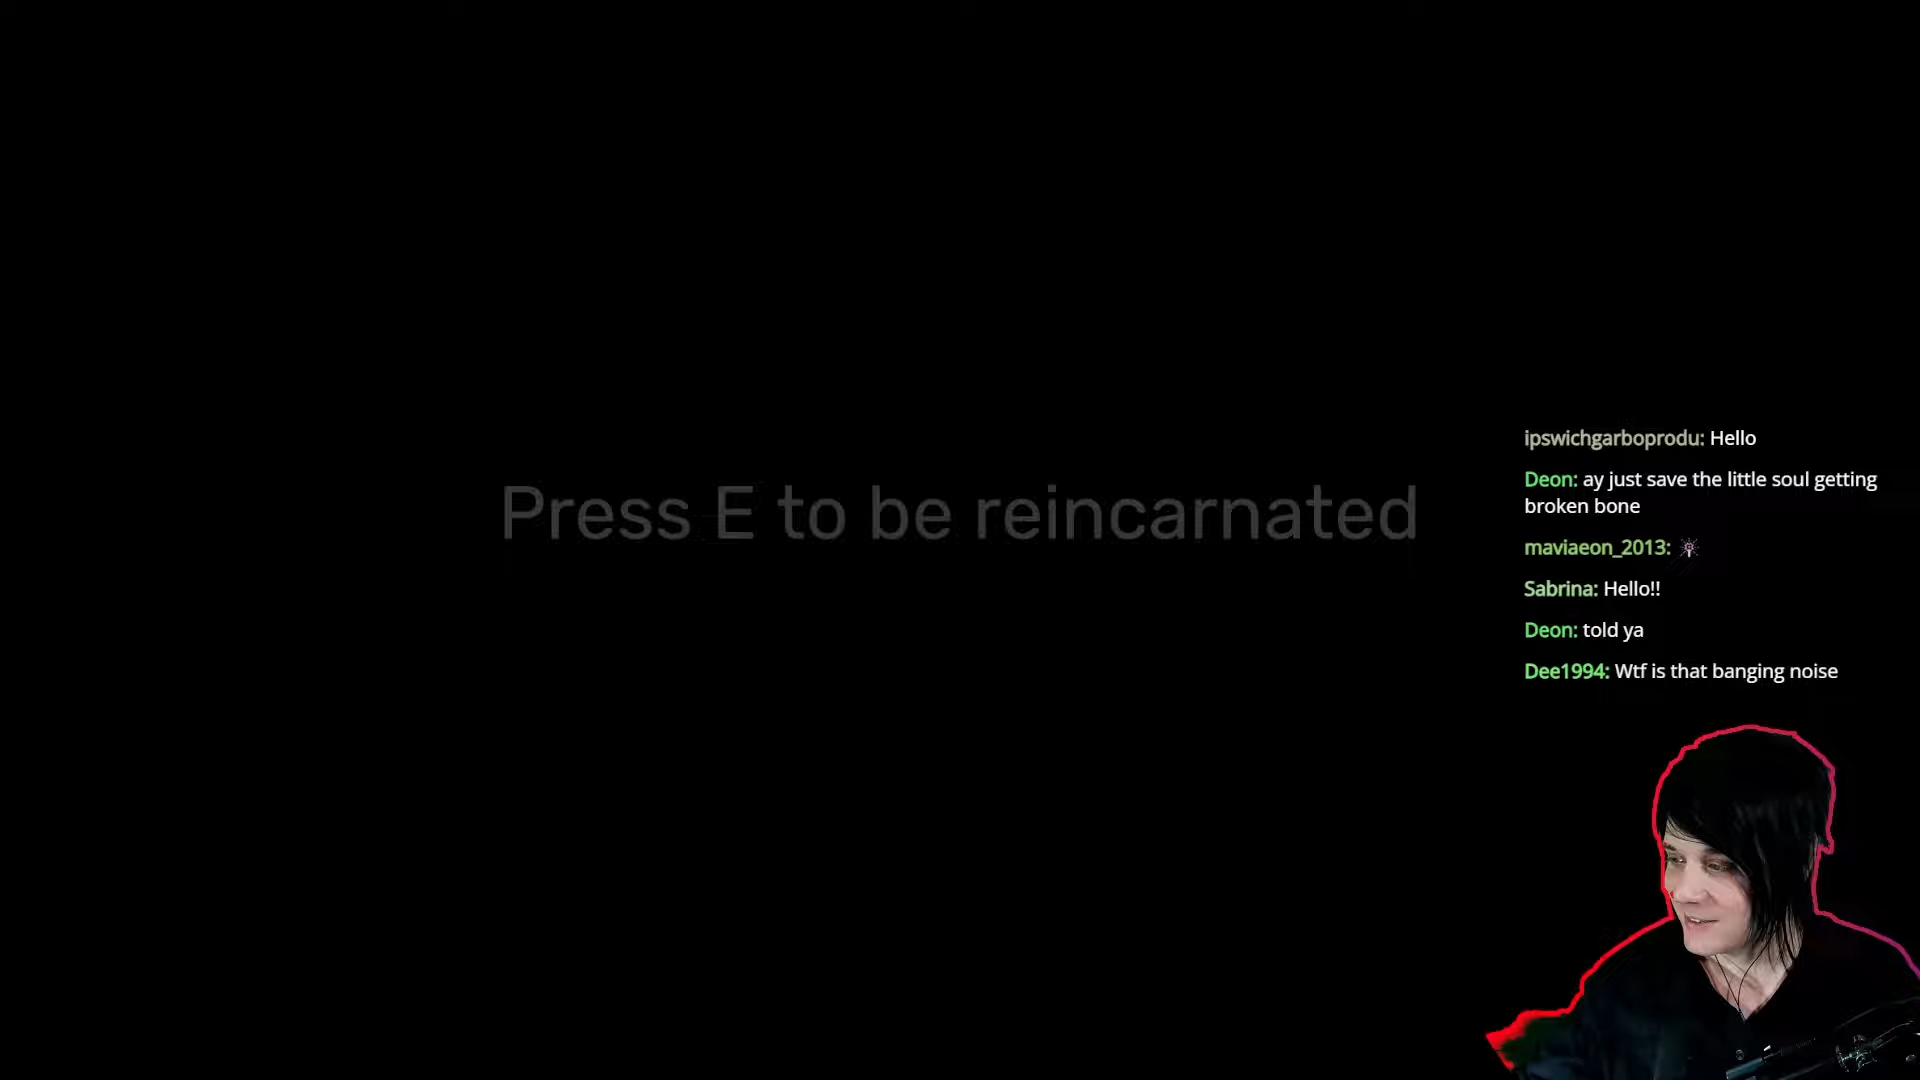 Press E to be reincarnated
ipswichgarboprodu: Hello
Deon: ay just save the little soul getting
broken bone
maviaeon_2013:
Sabrina: Hello!!
Deon: told ya
Dee1994: Wtf is that banging noise